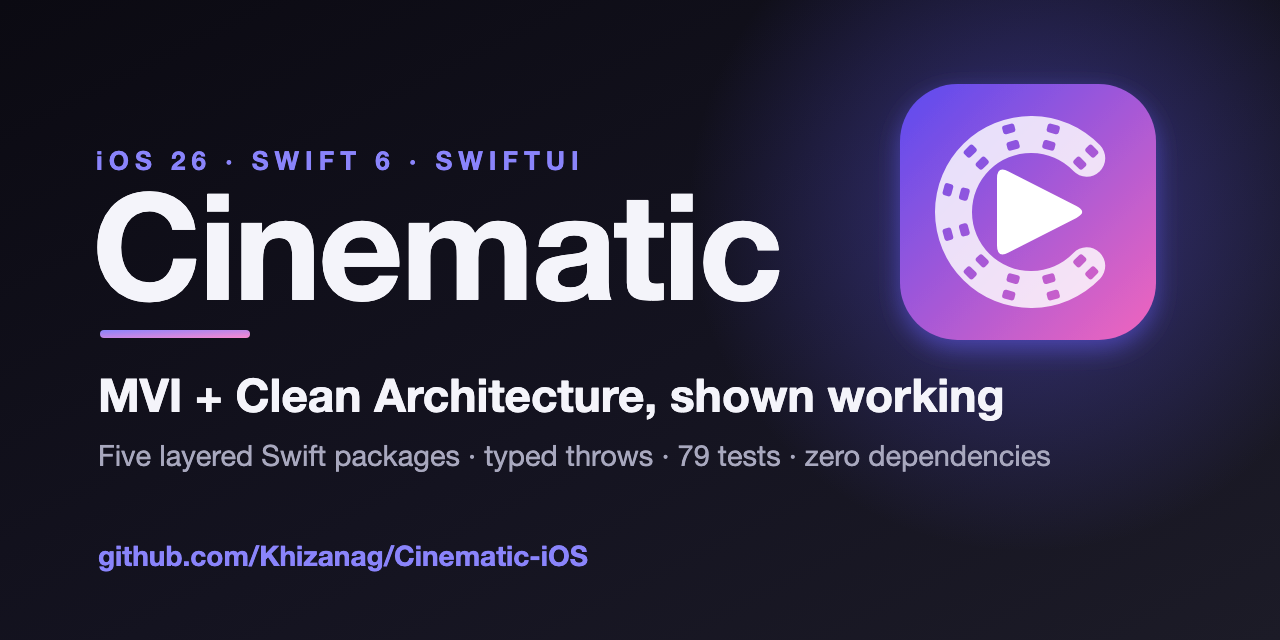 iOS 26 · SWIFT 6 · SWIFTUI
Cinematic
MVI + Clean Architecture, shown working
Five layered Swift packages · typed throws · 79 tests · zero dependencies
github.com/Khizanag/Cinematic-iOS